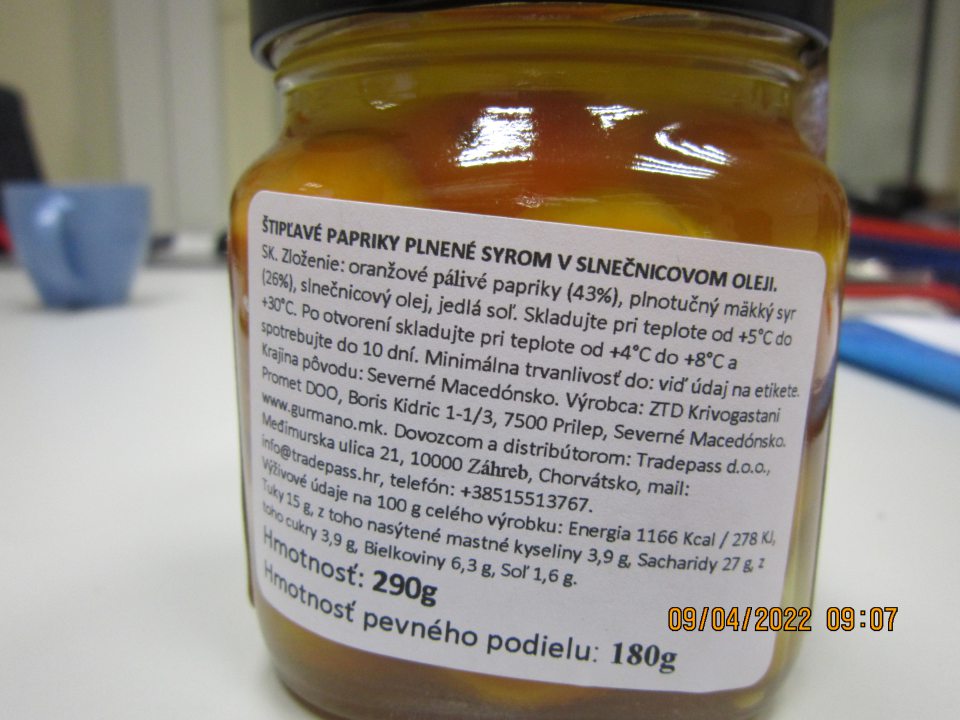 ŠTIPĽAVÉ PAPRIKY PLNENÉ SYROM V SLNEČNICOVOM OLEJI.
SK. Zloženie: oranžové pálivé papriky (43%), plnotučný mäkký syr
(26%), slnečnicový olej, jedlá soľ. Skladujte pri teplote od +5°C do
+30°C. Po otvorení skladujte pri teplote od +4°C do +8°C a
spotrebujte do 10 dní. Minimálna trvanlivosť do: viď údaj na etikete.
Krajina pôvodu: Severné Macedónsko. Výrobca: ZTD Krivogastani
Promet DOO, Boris Kidric 1-1/3, 7500 Prilep, Severné Macedónsko.
www.gurmano.mk. Dovozcom a distribútorom: Tradepass d.o.o.,
Međimurska ulica 21, 10000 Záhreb, Chorvátsko, mail:
info@tradepass.hr, telefón: +38515513767.
Výživové údaje na 100 g celého výrobku: Energia 1166 Kcal / 278 KJ,
Tuky 15 g, z toho nasýtené mastné kyseliny 3,9 g, Sacharidy 27 g, z
toho cukry 3,9 g, Bielkoviny 6,3 g, Soľ 1,6 g.
Hmotnosť: 290g
Hmotnosť pevného podielu: 180g
09/04/2022 09:07